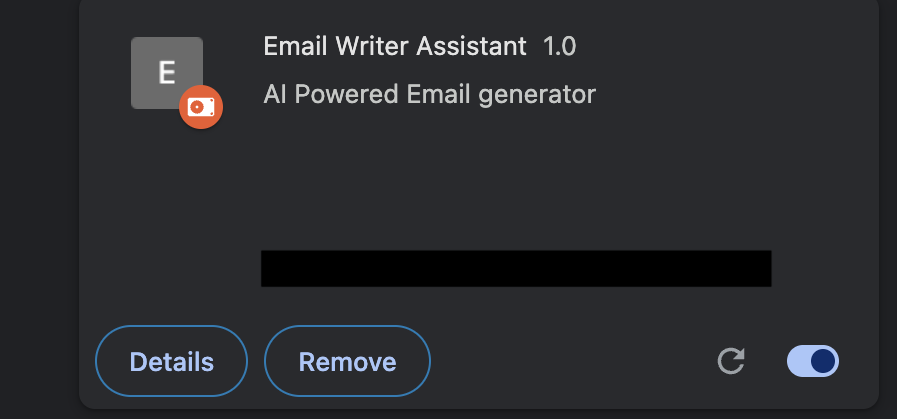 E
Email Writer Assistant 1.0
AI Powered Email generator
Details
Remove